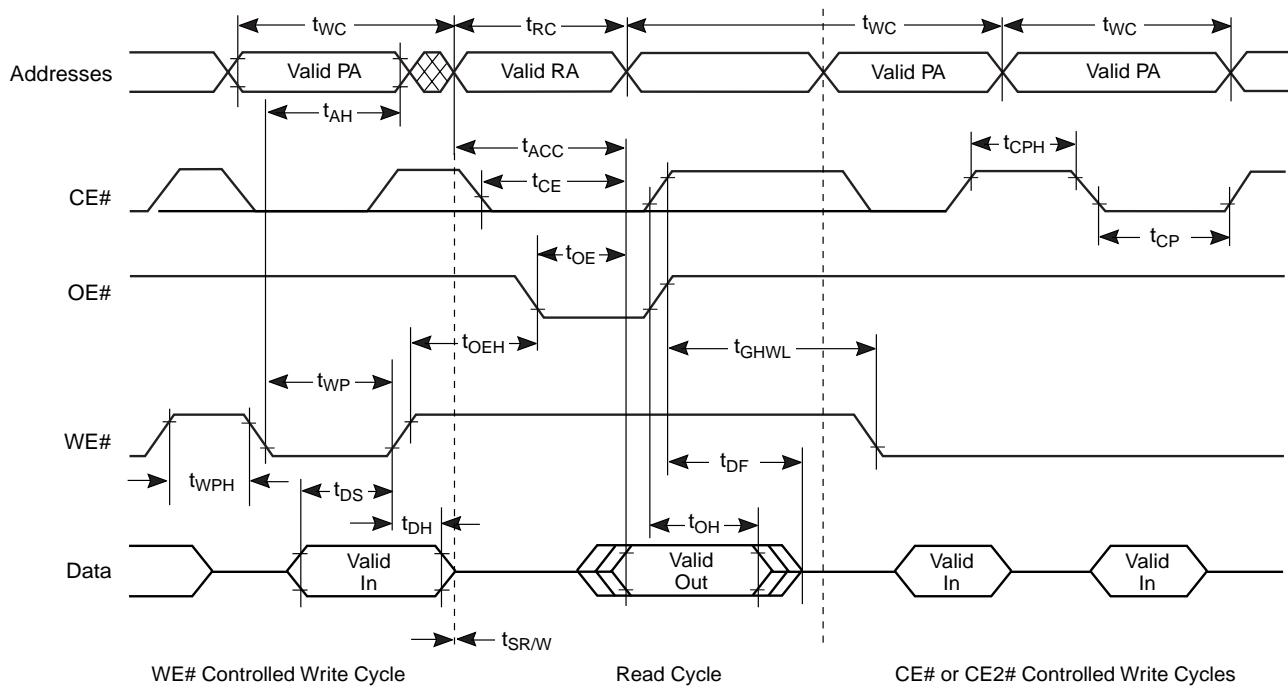 tWC tRC tWC tWC
Addresses Valid PA Valid RA Valid PA Valid PA
tAH
tACC tCPH
CE# tCE
tOE tCP
OE#
tOEH tGHWL
tWP
WE#
tWPH tDS tDF
tDH tOH
Data Valid In Valid Out Valid In Valid In
tSR/W
WE# Controlled Write Cycle Read Cycle CE# or CE2# Controlled Write Cycles